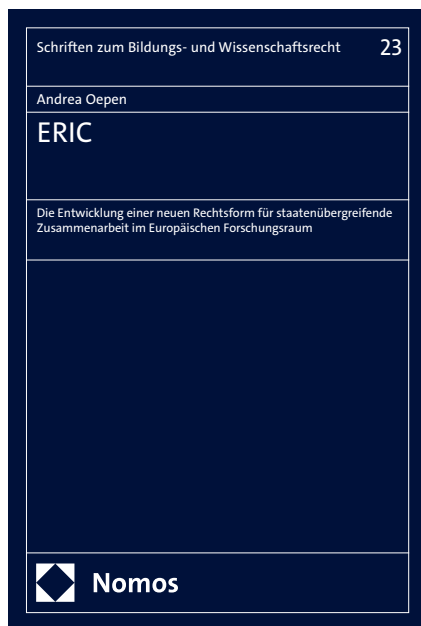 Schriften zum Bildungs- und Wissenschaftsrecht 23
Andrea Oepen
ERIC
Die Entwicklung einer neuen Rechtsform für staatenübergreifende
Zusammenarbeit im Europäischen Forschungsraum
Nomos